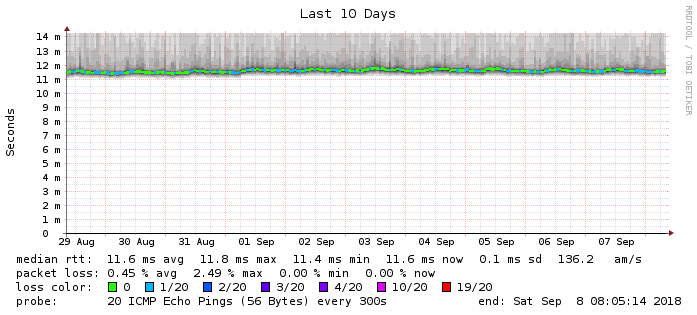 Last 10 Days
RRDTOOL / TOBI OETIKER
Seconds
14 m
13 m
12 m
11 m
10 m
9 m
8 m
7 m
6 m
5 m
4 m
3 m
2 m
1 m
0
29 Aug 30 Aug 31 Aug 01 Sep 02 Sep 03 Sep 04 Sep 05 Sep 06 Sep 07 Sep
median rtt: 11.6 ms avg 11.8 ms max 11.4 ms min 11.6 ms now 0.1 ms sd 136.2 am/s
packet loss: 0.45 % avg 2.49 % max 0.00 % min 0.00 % now
loss color: 0 1/20 2/20 3/20 4/20 10/20 19/20
probe: 20 ICMP Echo Pings (56 Bytes) every 300s end: Sat Sep 8 08:05:14 2018